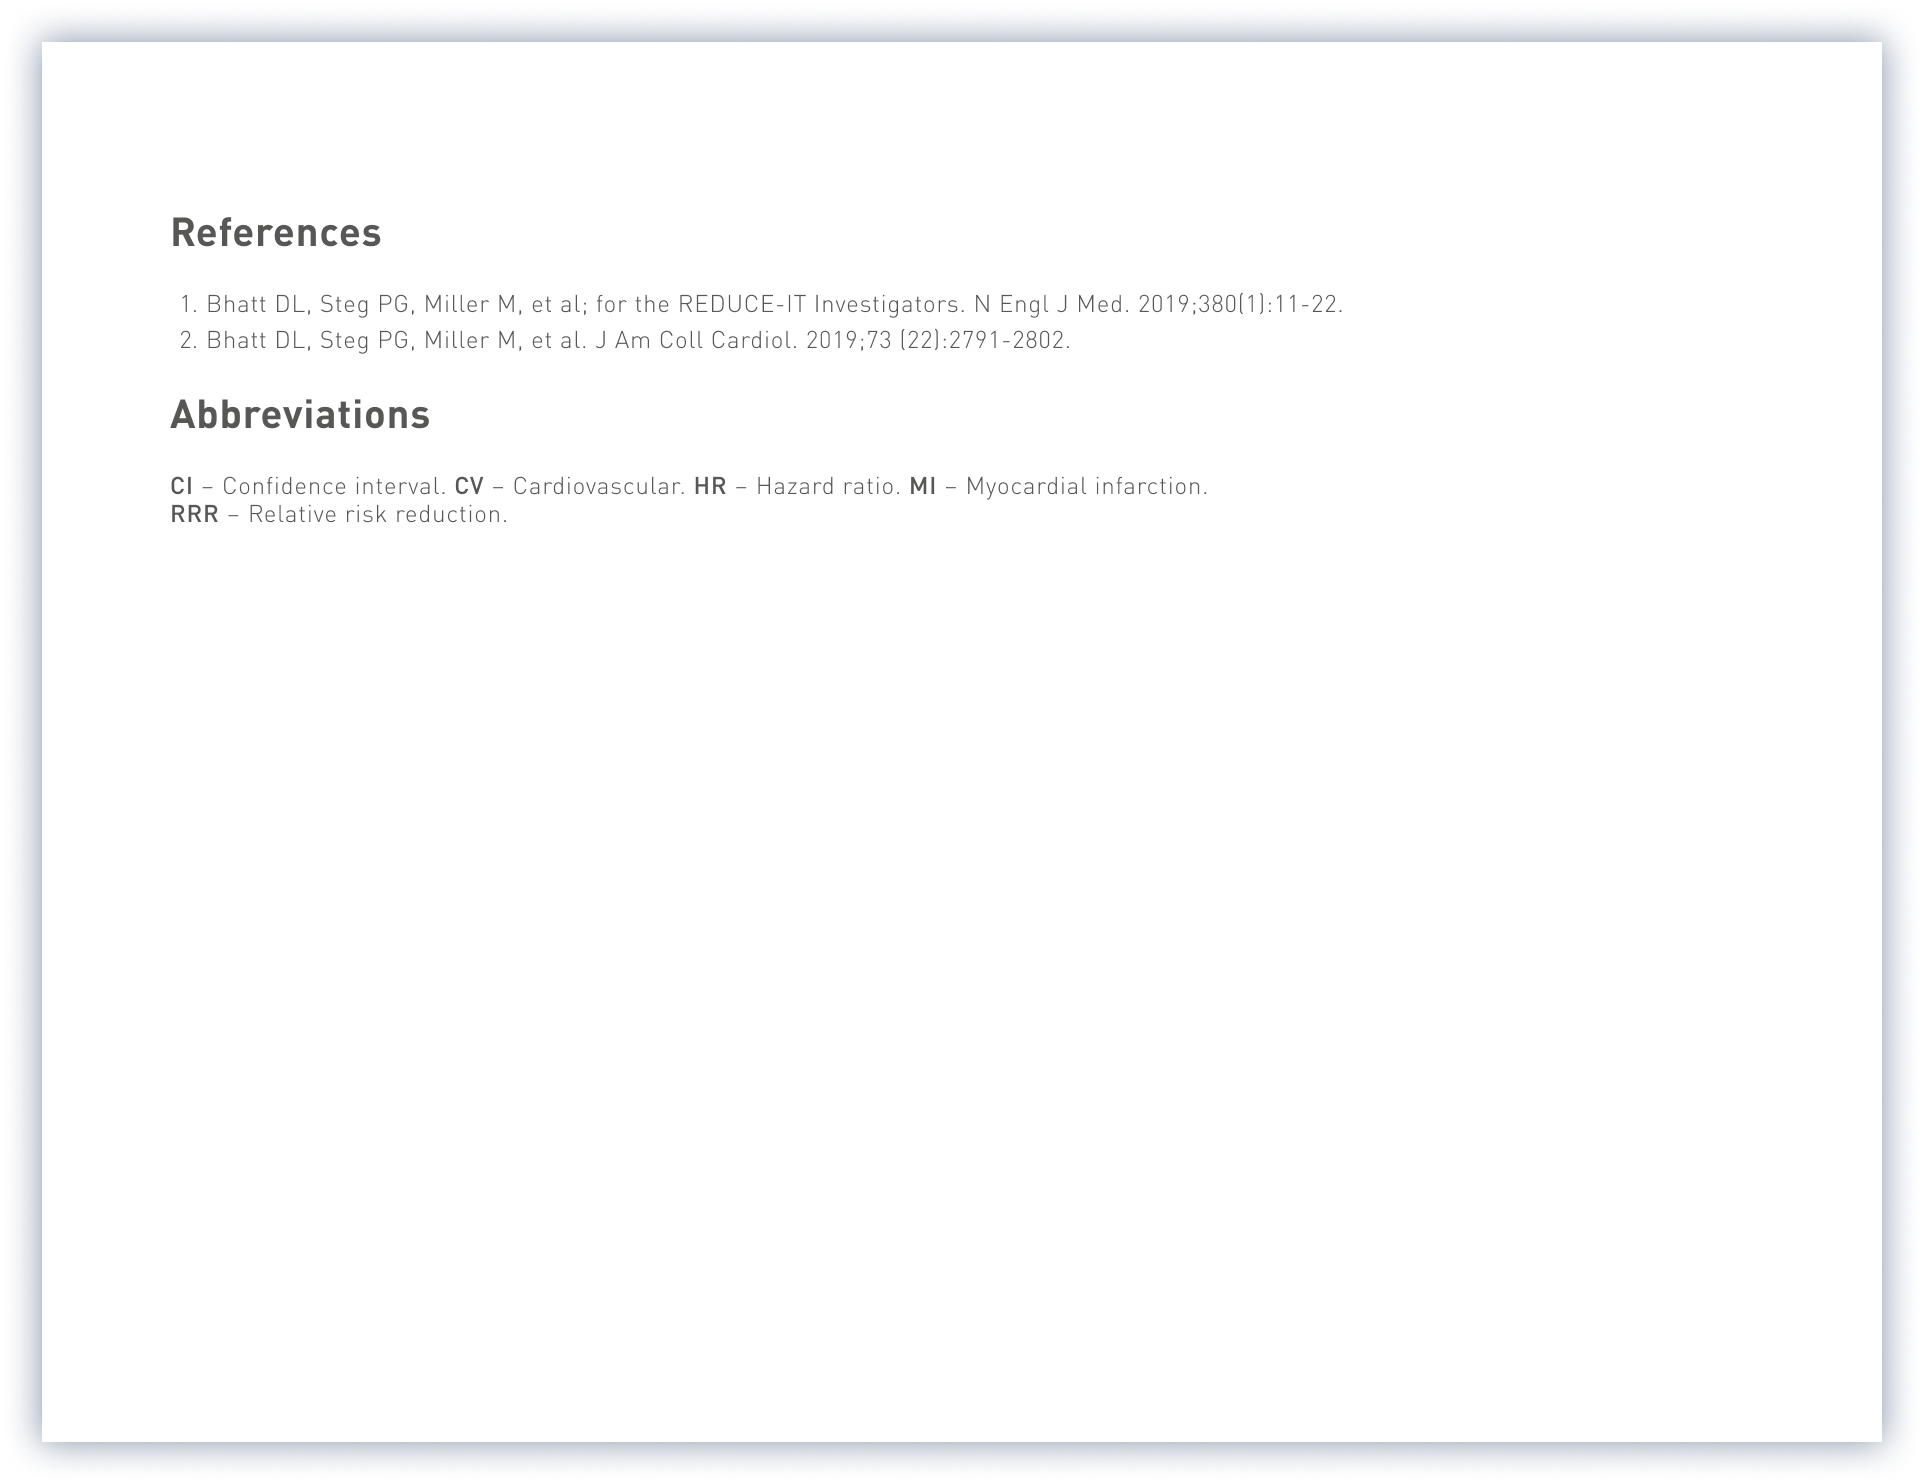 References
1. Bhatt DL, Steg PG, Miller M, et al; for the REDUCE-IT Investigators. N Engl J Med. 2019;380(1):11-22.
2. Bhatt DL, Steg PG, Miller M, et al. J Am Coll Cardiol. 2019;73 (22):2791-2802.
Abbreviations
CI – Confidence interval. CV – Cardiovascular. HR – Hazard ratio. MI – Myocardial infarction.
RRR – Relative risk reduction.